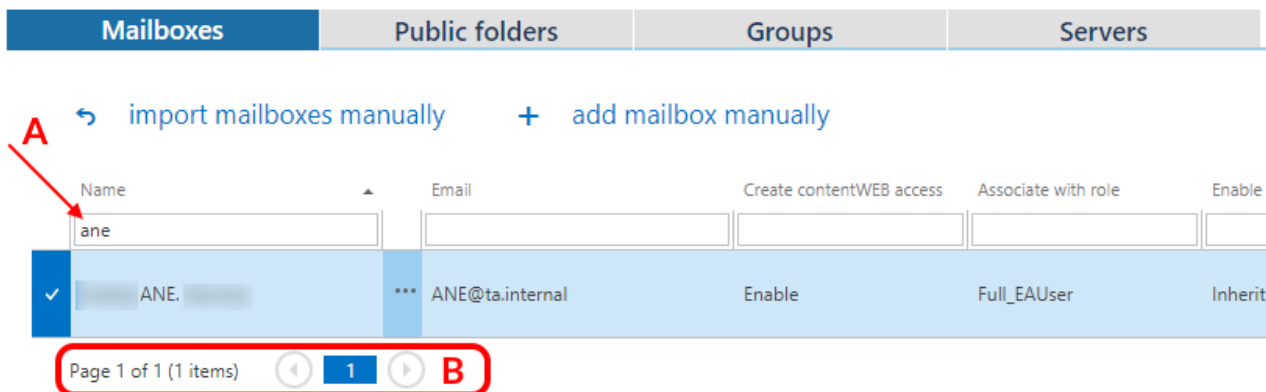 Mailboxes Public folders Groups Servers
import mailboxes manually + add mailbox manually
A
Name Email Create contentWEB access Associate with role Enable
ane
ANE. ANE@ta.internal Enable Full_EAUser Inherit
Page 1 of 1 (1 items) 1 B